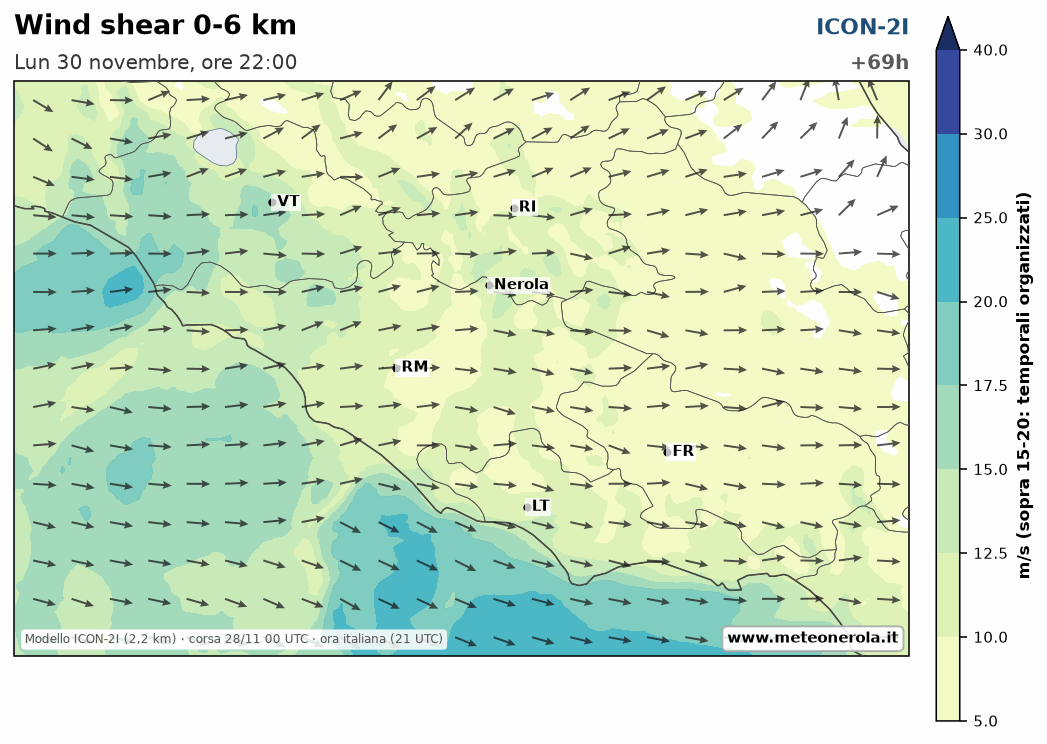 Wind shear 0-6 km
ICON-2I
Lun 30 novembre, ore 22:00
+69h
VT
RI
Nerola
RM
FR
LT
Modello ICON-2I (2,2 km) · corsa 28/11 00 UTC · ora italiana (21 UTC)
www.meteonerola.it
40.0
30.0
25.0
20.0
17.5
15.0
12.5
10.0
5.0
m/s (sopra 15-20: temporali organizzati)